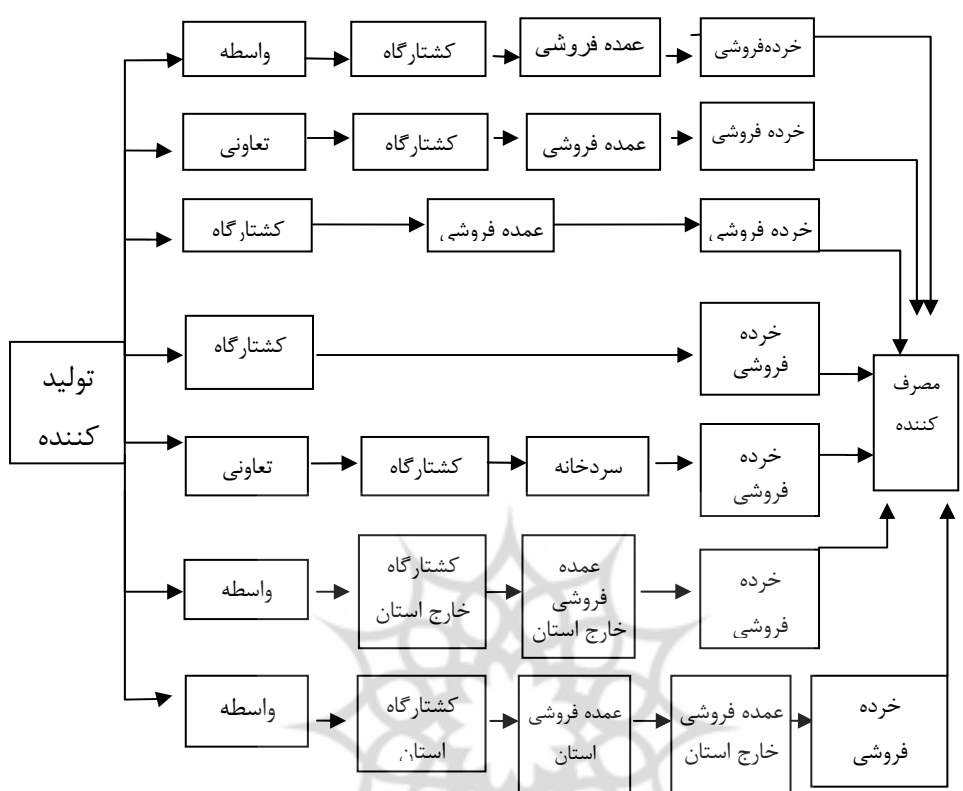 واسطه
کشتارگاه
عمده فروشی
خرده‌فروشی
تعاونی
کشتارگاه
عمده فروشی
خرده فروشی
کشتارگاه
عمده فروشی
خرده فروشی
تولید
کننده
کشتارگاه
خرده
فروشی
مصرف
کننده
تعاونی
کشتارگاه
سردخانه
خرده
فروشی
واسطه
کشتارگاه
خارج استان
عمده
فروشی
خارج استان
خرده
فروشی
واسطه
کشتارگاه
استان
عمده فروشی
استان
عمده فروشی
خارج استان
خرده
فروشی